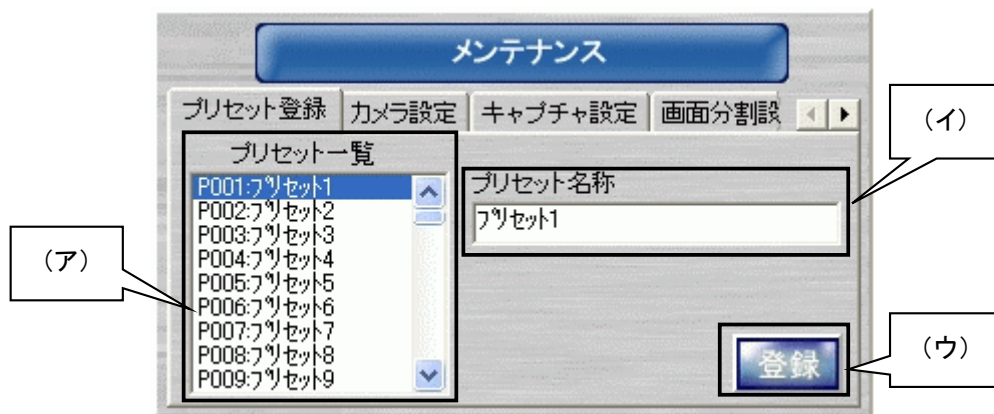 メンテナンス
プリセット登録 カメラ設定 キャプチャ設定 画面分割設
(イ)
プリセット一覧
P001:プリセット1
P002:プリセット2
P003:プリセット3
P004:プリセット4
P005:プリセット5
P006:プリセット6
P007:プリセット7
P008:プリセット8
P009:プリセット9
プリセット名称
プリセット1
(ア)
登録
(ウ)